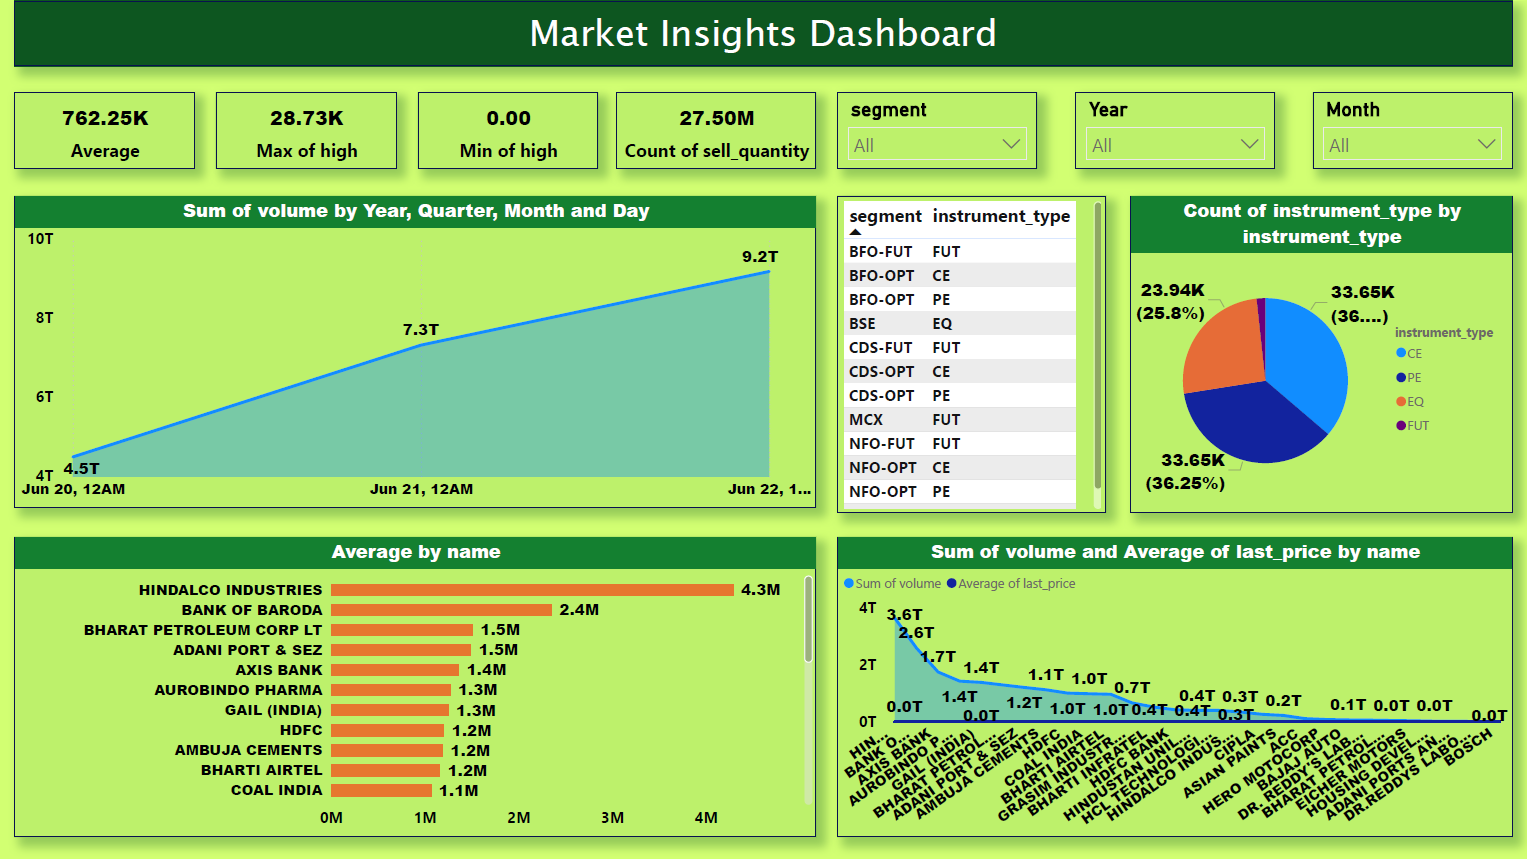 Market Insights Dashboard
762.25K
Average
28.73K
Max of high
0.00
Min of high
27.50M
Count of sell_quantity
segment
All
Year
All
Month
All
Sum of volume by Year, Quarter, Month and Day
10T
8T
6T
4T
4.5T
7.3T
9.2T
Jun 20, 12AM
Jun 21, 12AM
Jun 22, 1...
segment instrument_type
BFO-FUT FUT
BFO-OPT CE
BFO-OPT PE
BSE EQ
CDS-FUT FUT
CDS-OPT CE
CDS-OPT PE
MCX FUT
NFO-FUT FUT
NFO-OPT CE
NFO-OPT PE
Count of instrument_type by
instrument_type
23.94K
(25.8%)
33.65K
(36....)
33.65K
(36.25%)
instrument_type
CE
PE
EQ
FUT
Average by name
HINDALCO INDUSTRIES 4.3M
BANK OF BARODA 2.4M
BHARAT PETROLEUM CORP LT 1.5M
ADANI PORT & SEZ 1.5M
AXIS BANK 1.4M
AUROBINDO PHARMA 1.3M
GAIL (INDIA) 1.3M
HDFC 1.2M
AMBUJA CEMENTS 1.2M
BHARTI AIRTEL 1.2M
COAL INDIA 1.1M
0M 1M 2M 3M 4M
Sum of volume and Average of last_price by name
Sum of volume Average of last_price
4T
2T
0T
3.6T
2.6T
1.7T
1.4T
1.1T
1.0T
0.7T
0.4T
0.3T
0.2T
0.1T
0.0T
0.0T
0.0T
0.0T
1.4T
0.0T
1.2T
1.0T
1.0T
0.4T
0.4T
0.3T
HIN...
BANK O...
AXIS BANK
AUROBINDO P...
GAIL (INDIA)
BHARAT PETROL...
ADANI PORT & SEZ
AMBUJA CEMENTS
HDFC
COAL INDIA
BHARTI AIRTEL
GRASIM INDUSTR...
BHARTI INFRATEL
HDFC BANK
HINDUSTAN UNIL...
HCL TECHNOLOGI...
HINDALCO INDUS...
CIPLA
ASIAN PAINTS
ACC
HERO MOTOCORP
BAJAJ AUTO
DR. REDDY'S LAB...
BHARAT PETROL...
EICHER MOTORS
HOUSING DEVEL...
ADANI PORTS AN...
DR.REDDYS LABO...
BOSCH